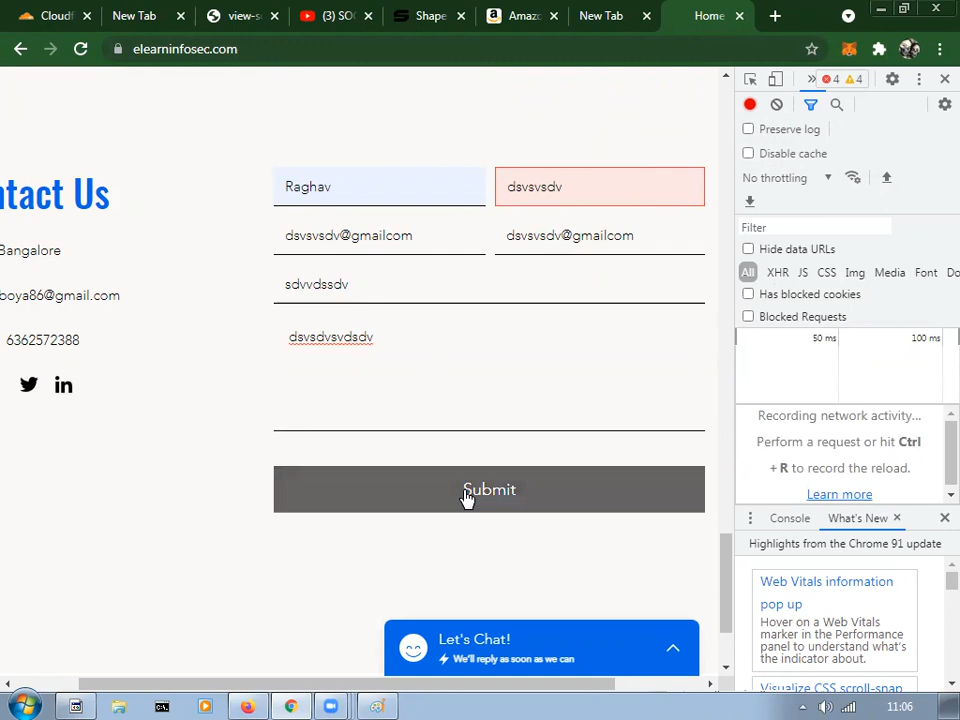 Cloudf
New Tab
view-s
(3) SO
Shape
Amazo
New Tab
Home
elearninfosec.com
4
4
Preserve log
Disable cache
No throttling
Filter
Hide data URLs
All
XHR
JS
CSS
Img
Media
Font
Do
Has blocked cookies
Blocked Requests
50 ms
100 ms
Recording network activity...
Perform a request or hit Ctrl
+ R to record the reload.
Learn more
Console
What's New
Highlights from the Chrome 91 update
Web Vitals information
pop up
Hover on a Web Vitals
marker in the Performance
panel to understand what's
the indicator about.
Visualize CSS scroll-snap
ntact Us
Bangalore
boya86@gmail.com
6362572388
Raghav
dsvsvsdv
dsvsvsdv@gmailcom
dsvsvsdv@gmailcom
sdvvdssdv
dsvsdvsvdsdv
Submit
Let's Chat!
We'll reply as soon as we can
11:06